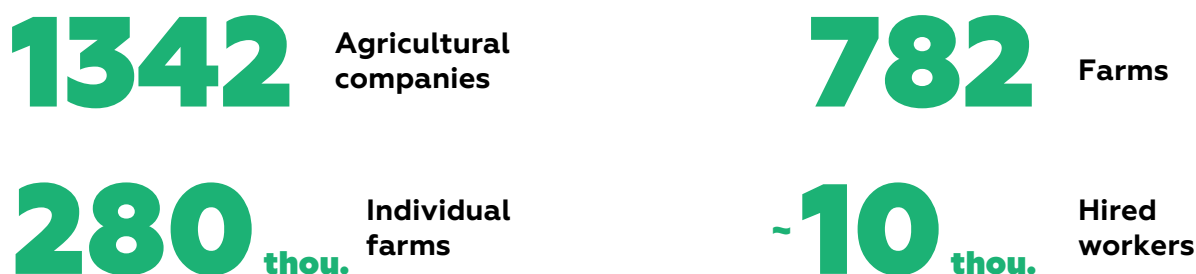 1342 Agricultural
companies
782 Farms
280 thou. Individual
farms
~10 thou. Hired
workers